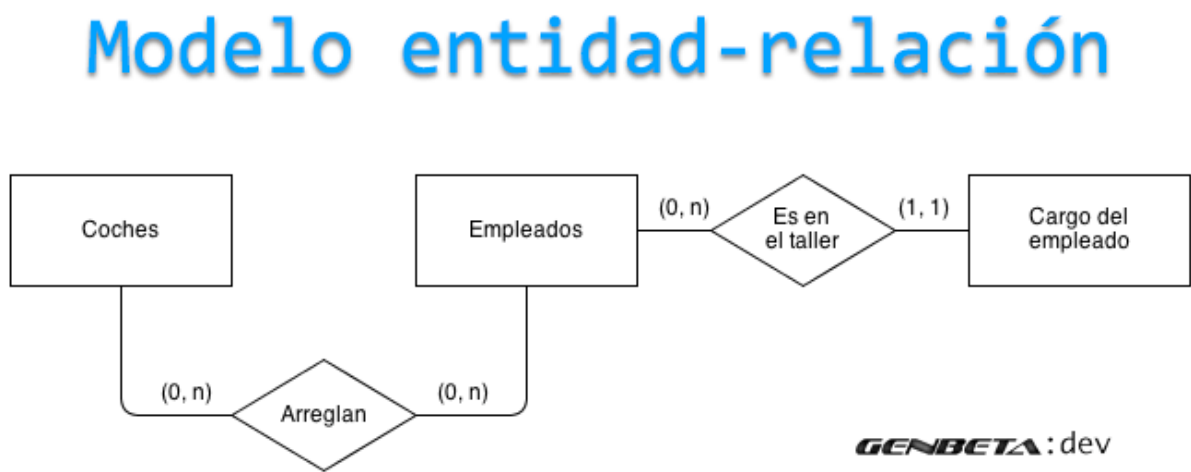 Modelo entidad-relación
Coches
Empleados
(0, n)
Es en
el taller
(1, 1)
Cargo del
empleado
(0, n)
Arreglan
(0, n)
GENBETA:dev